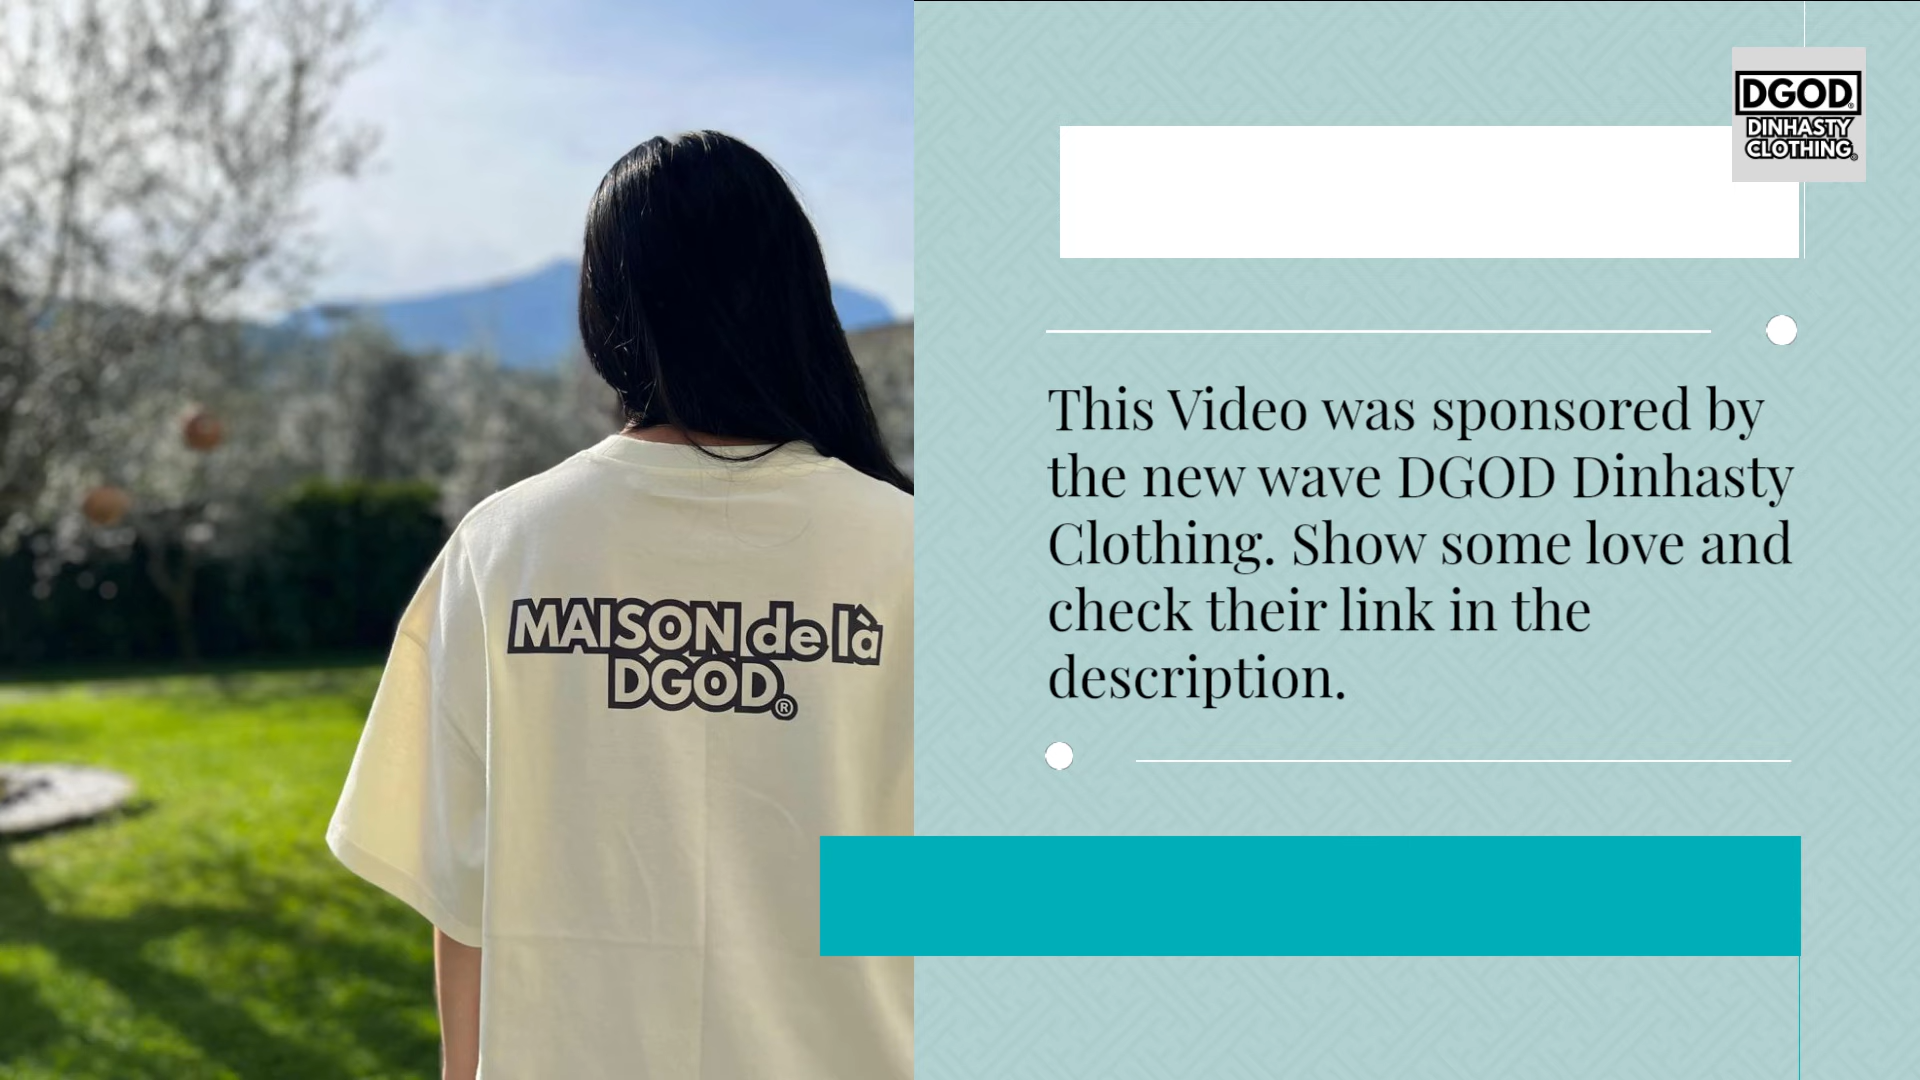 DGOD®
DINHASTY
CLOTHING®
This Video was sponsored by
the new wave DGOD Dinhasty
Clothing. Show some love and
check their link in the
description.
MAISON de là
DGOD®